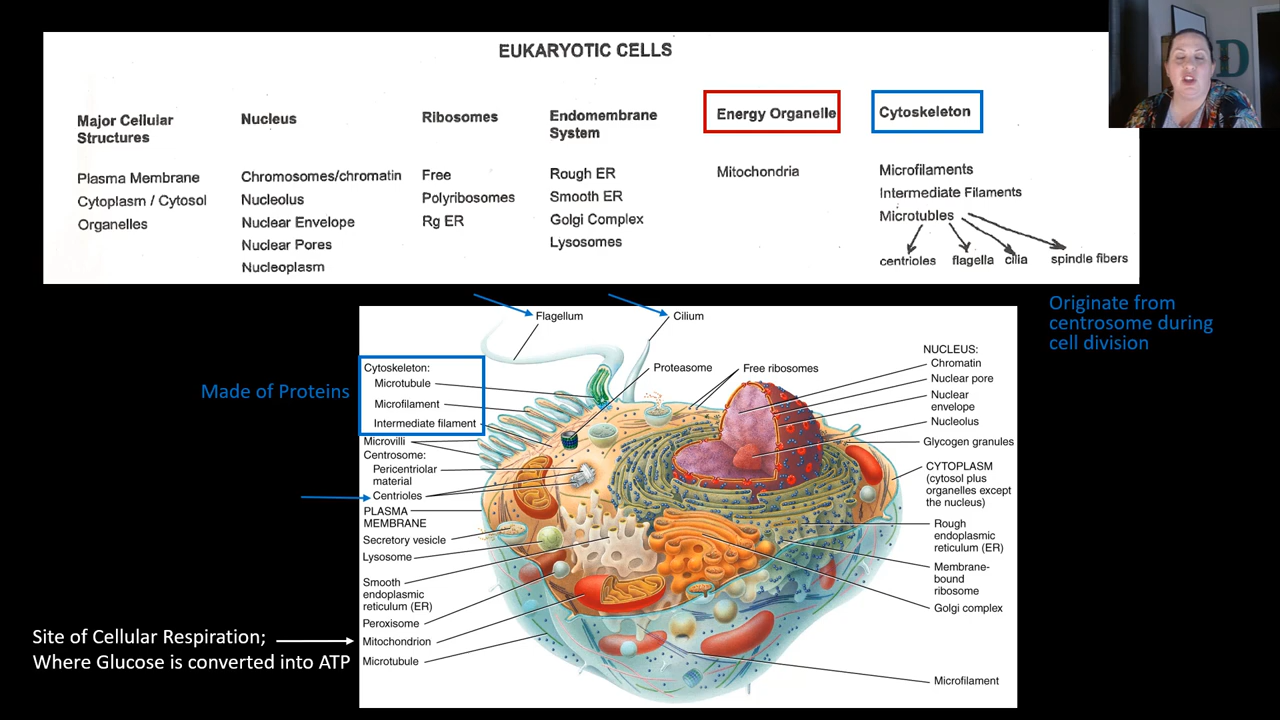 EUKARYOTIC CELLS
Major Cellular
Structures
Plasma Membrane
Cytoplasm / Cytosol
Organelles
Nucleus
Chromosomes/chromatin
Nucleolus
Nuclear Envelope
Nuclear Pores
Nucleoplasm
Ribosomes
Free
Polyribosomes
Rg ER
Endomembrane
System
Rough ER
Smooth ER
Golgi Complex
Lysosomes
Energy Organelle
Mitochondria
Cytoskeleton
Microfilaments
Intermediate Filaments
Microtubles
centrioles flagella cilia spindle fibers
D
Originate from
centrosome during
cell division
Made of Proteins
Site of Cellular Respiration;
Where Glucose is converted into ATP
Flagellum
Cilium
Cytoskeleton:
Microtubule
Microfilament
Intermediate filament
Microvilli
Centrosome:
Pericentriolar
material
Centrioles
PLASMA
MEMBRANE
Secretory vesicle
Lysosome
Smooth
endoplasmic
reticulum (ER)
Peroxisome
Mitochondrion
Microtubule
Proteasome
Free ribosomes
NUCLEUS:
Chromatin
Nuclear pore
Nuclear
envelope
Nucleolus
Glycogen granules
CYTOPLASM
(cytosol plus
organelles except
the nucleus)
Rough
endoplasmic
reticulum (ER)
Membrane-
bound
ribosome
Golgi complex
Microfilament